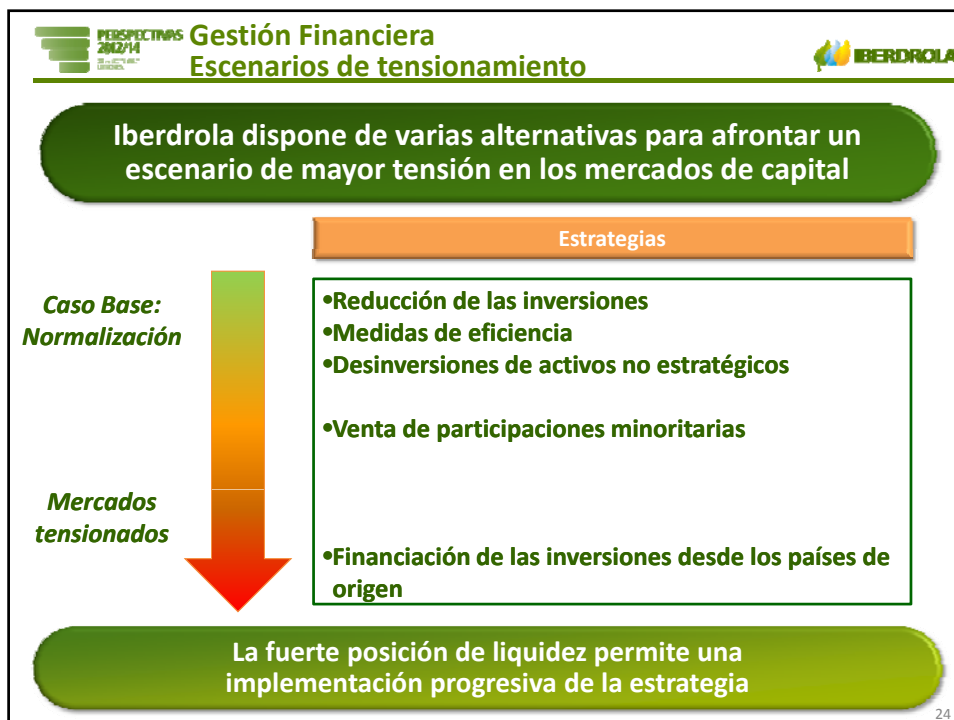 PERSPECTIVAS
2012/14
Gestión Financiera
Escenarios de tensionamiento
IBERDROLA
Iberdrola dispone de varias alternativas para afrontar un
escenario de mayor tensión en los mercados de capital
Estrategias
Caso Base:
Normalización
•Reducción de las inversiones
•Medidas de eficiencia
•Desinversiones de activos no estratégicos
•Venta de participaciones minoritarias
Mercados
tensionados
•Financiación de las inversiones desde los países de
origen
La fuerte posición de liquidez permite una
implementación progresiva de la estrategia
24